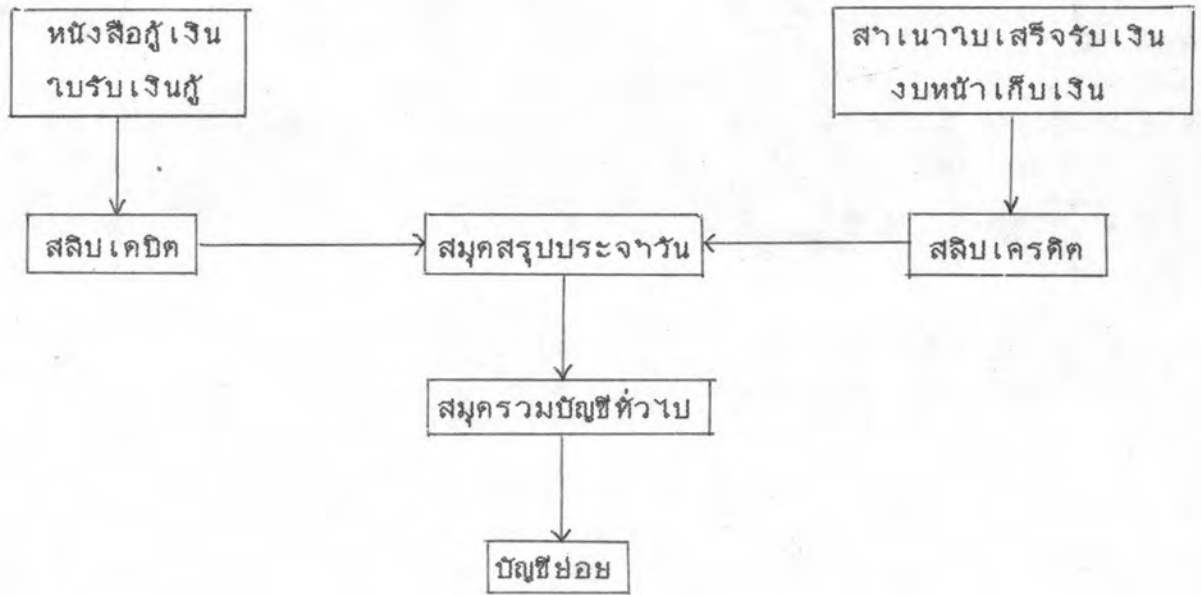 หนังสือกู้เงิน
ใบรับเงินกู้
สำเนาใบเสร็จรับเงิน
งบหน้าเก็บเงิน
สลิปเดบิต
สมุดสรุปประจำวัน
สลิปเครดิต
สมุดรวมบัญชีทั่วไป
บัญชีย่อย